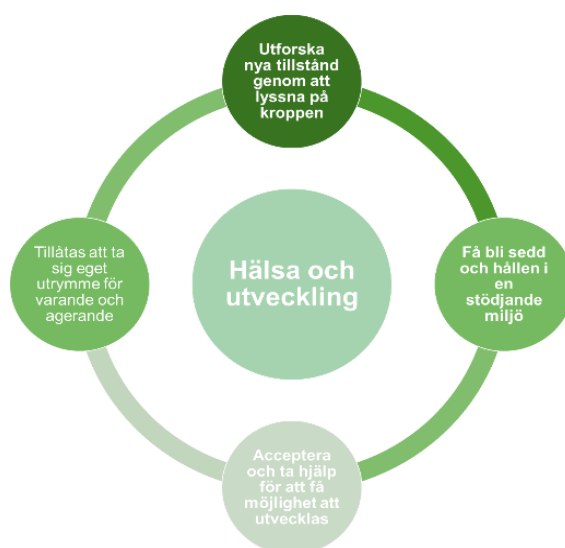 Utforska
nya tillstånd
genom att
lyssna på
kroppen
Tillåtas att ta
sig eget
utrymme för
varande och
agerande
Hälsa och
utveckling
Få bli sedd
och hållen i
en
stödjande
miljö
Acceptera
och ta hjälp
för att få
möjlighet att
utvecklas